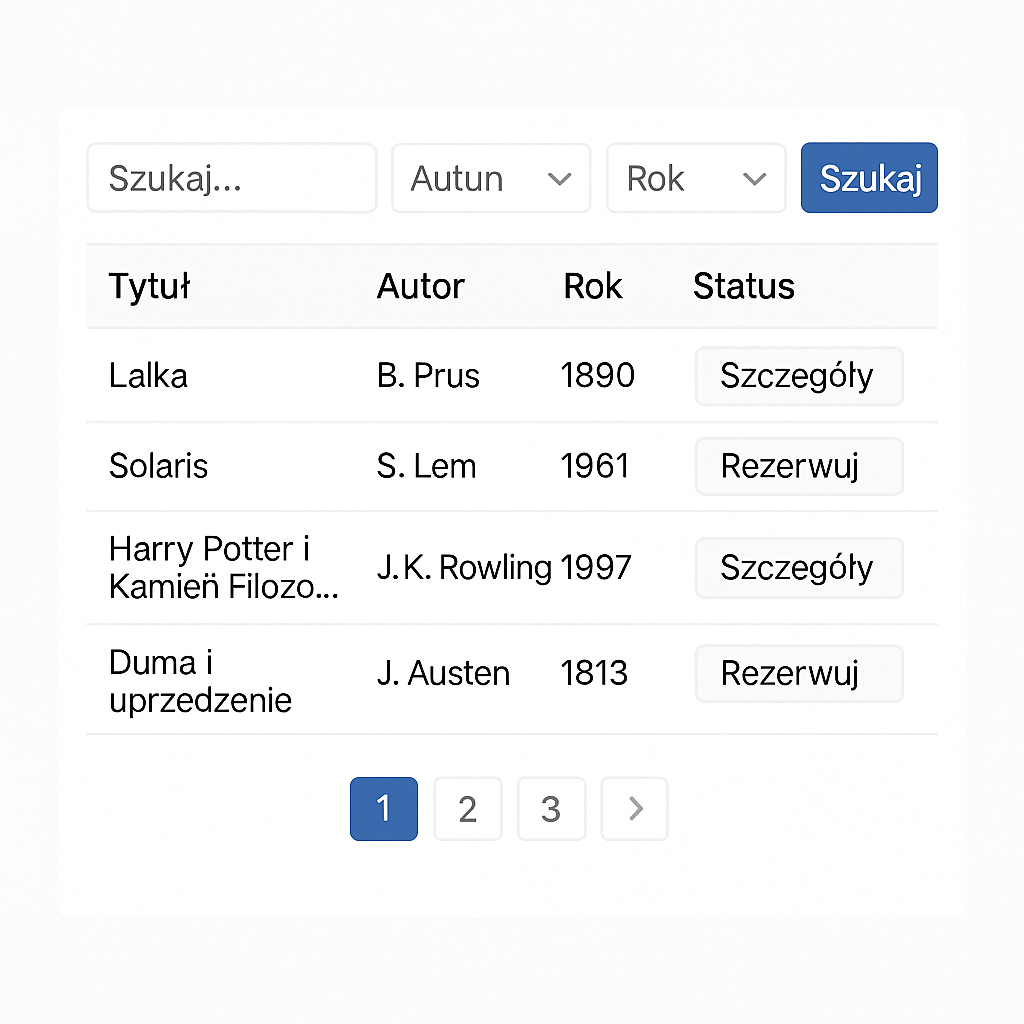 Szukaj...
Autun
Rok
Szukaj
Tytuł Autor Rok Status
Lalka B. Prus 1890 Szczegóły
Solaris S. Lem 1961 Rezerwuj
Harry Potter i
Kamien̈ Filozo... J.K. Rowling 1997 Szczegóły
Duma i
uprzedzenie J. Austen 1813 Rezerwuj
1 2 3 >